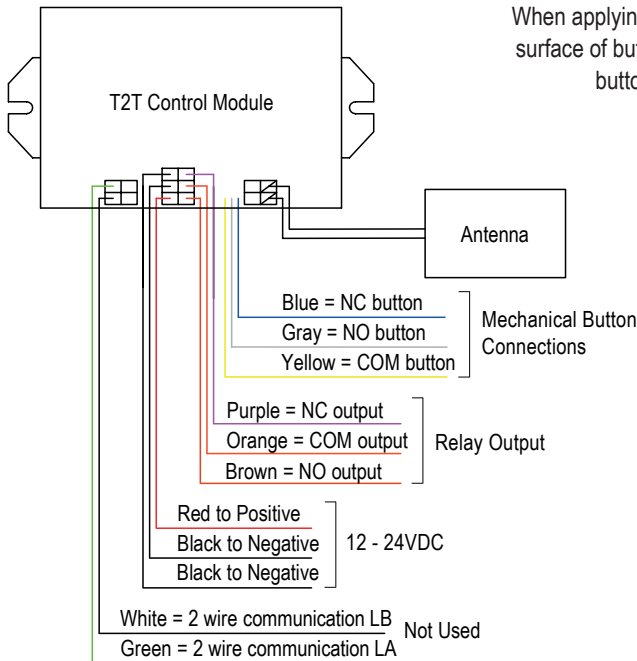 When applyin
surface of but
butto
T2T Control Module
Antenna
Blue = NC button
Gray = NO button
Yellow = COM button
Mechanical Button
Connections
Purple = NC output
Orange = COM output
Brown = NO output
Relay Output
Red to Positive
Black to Negative
Black to Negative
12 - 24VDC
White = 2 wire communication LB
Green = 2 wire communication LA
Not Used